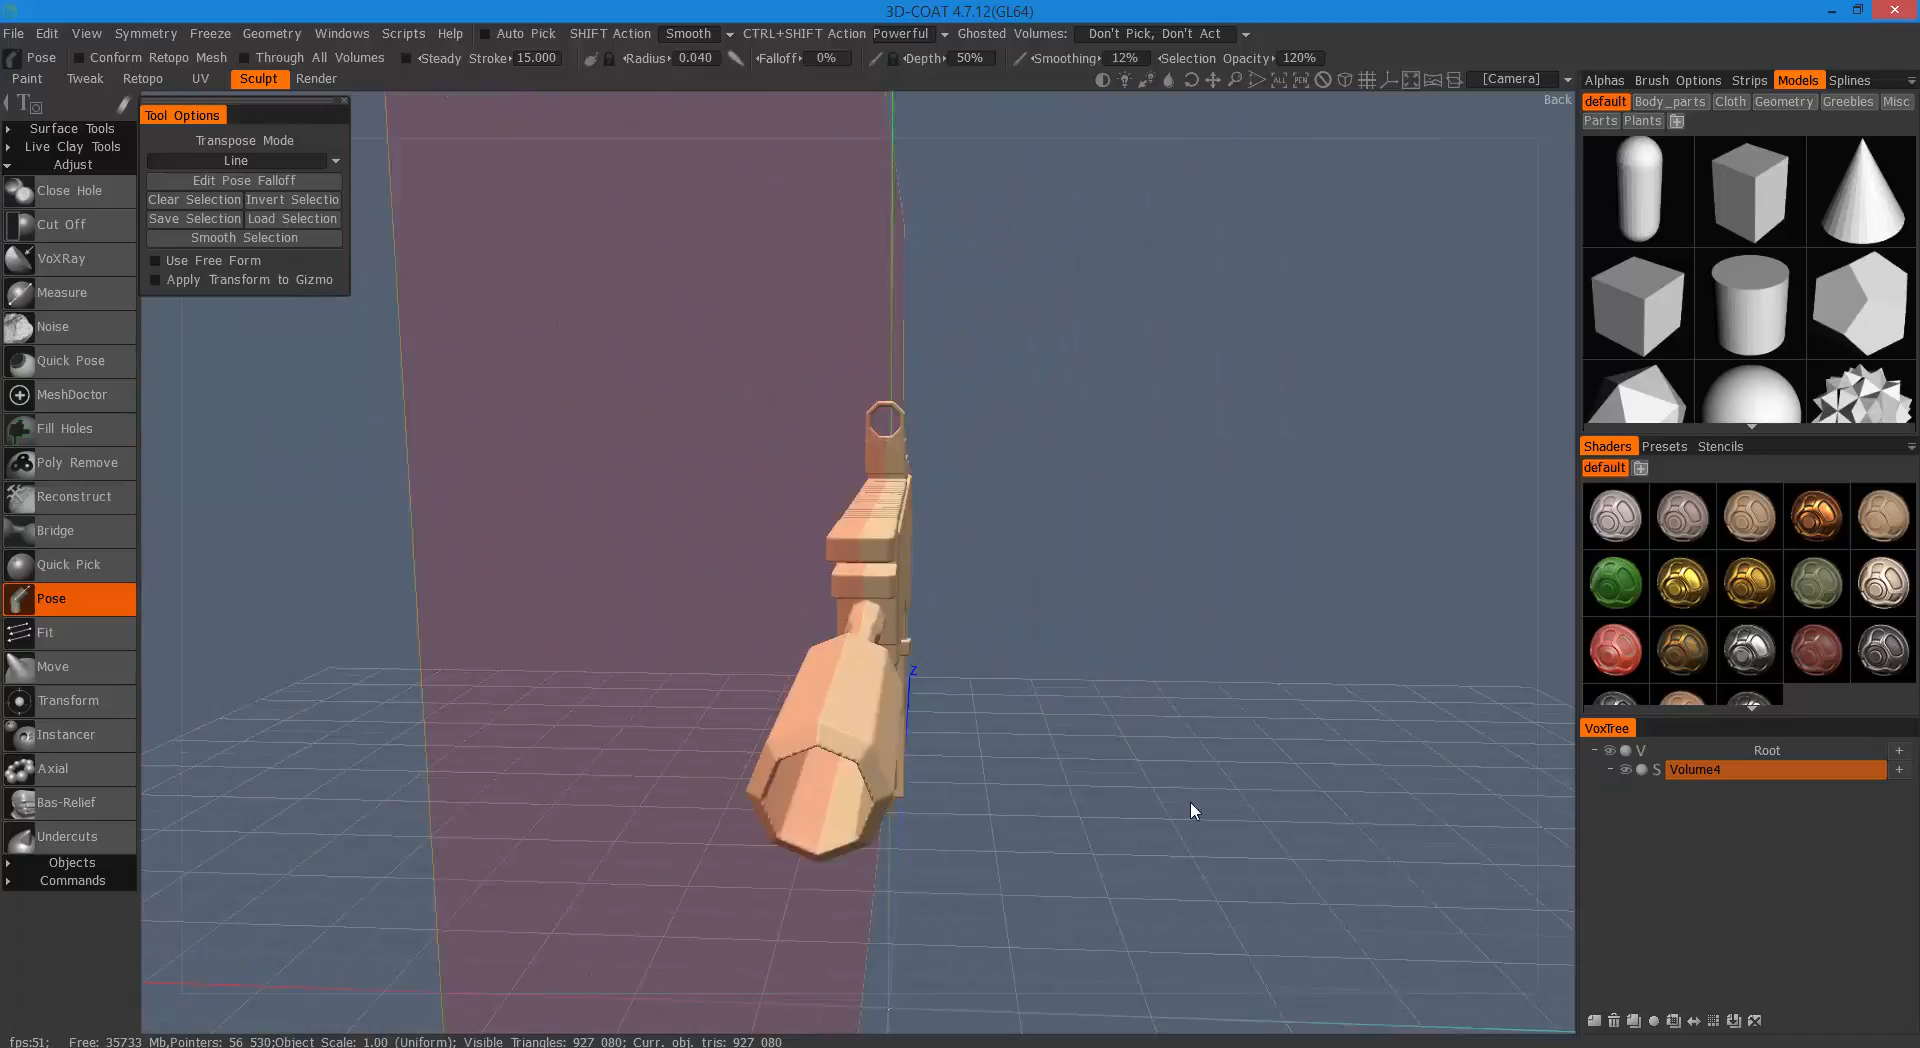 3D-COAT 4.7.12(GL64)
File Edit View Symmetry Freeze Geometry Windows Scripts Help Auto Pick SHIFT Action Smooth CTRL+SHIFT Action Powerful Ghosted Volumes: Don't Pick, Don't Act
Pose Conform Retopo Mesh Through All Volumes Steady Stroke 15.000 Radius 0.040 Falloff 0% Depth 50% Smoothing 12% Selection Opacity 120%
Paint Tweak Retopo UV Sculpt Render [Camera]
Alphas Brush Options Strips Models Splines
default Body_parts Cloth Geometry Greebles Misc
Parts Plants
Back
Tool Options
Transpose Mode
Line
Edit Pose Falloff
Clear Selection Invert Selectio
Save Selection Load Selection
Smooth Selection
Use Free Form
Apply Transform to Gizmo
Surface Tools
Live Clay Tools
Adjust
Close Hole
Cut Off
VoXRay
Measure
Noise
Quick Pose
MeshDoctor
Fill Holes
Poly Remove
Reconstruct
Bridge
Quick Pick
Pose
Fit
Move
Transform
Instancer
Axial
Bas-Relief
Undercuts
Objects
Commands
Z
Shaders Presets Stencils
default
VoxTree
V Root +
S Volume4 +
fps:51; Free: 35733 Mb,Pointers: 56 530;Object Scale: 1.00 (Uniform); Visible Triangles: 927 080; Curr. obj. tris: 927 080